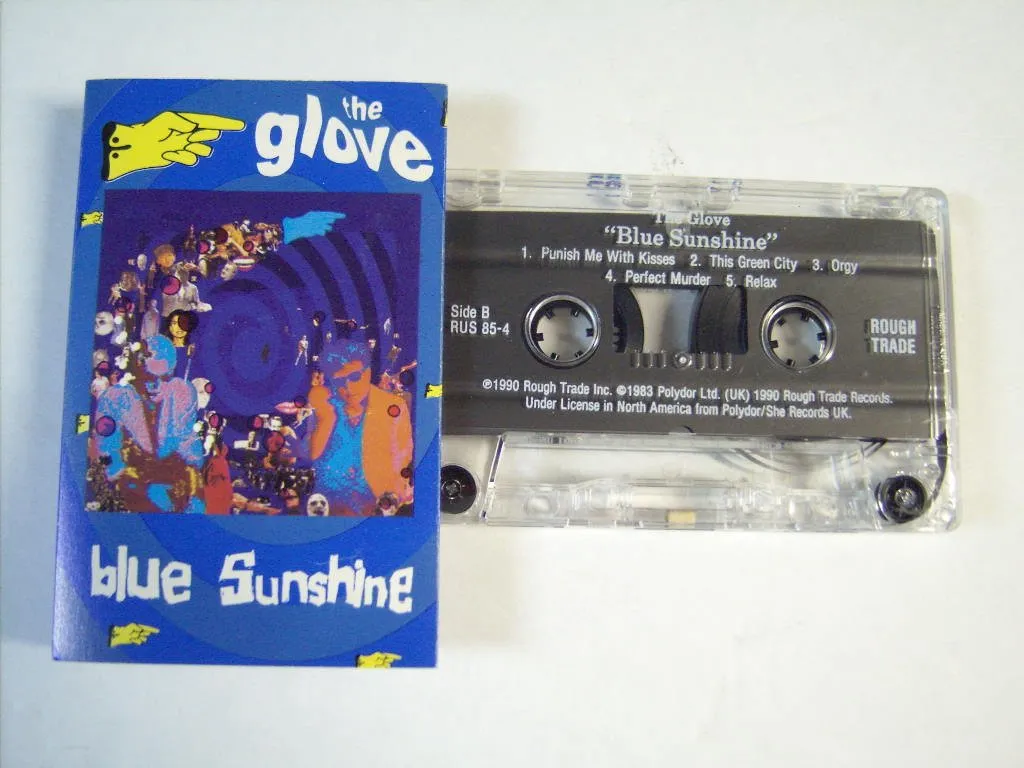 the
glove
blue Sunshine
The Glove
"Blue Sunshine"
1. Punish Me With Kisses 2. This Green City 3. Orgy
4. Perfect Murder 5. Relax
Side B
RUS 85-4
ROUGH
TRADE
℗1990 Rough Trade Inc. ©1983 Polydor Ltd. (UK) 1990 Rough Trade Records.
Under License in North America from Polydor/She Records UK.